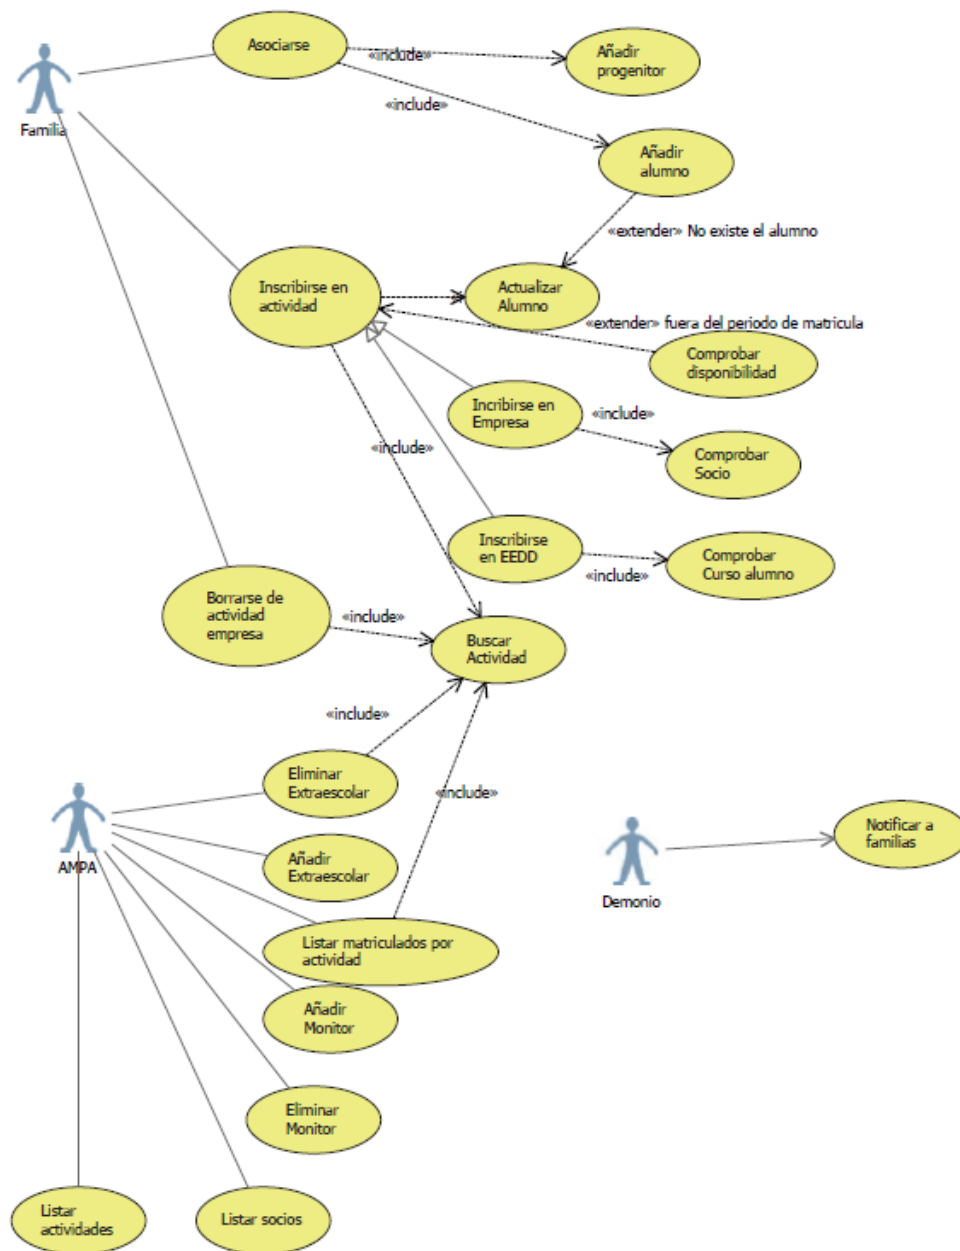 Asociarse
«include»
Añadir
progenitor
Familia
«include»
Añadir
alumno
«extender» No existe el alumno
Inscribirse en
actividad
Actualizar
Alumno
«extender» fuera del periodo de matricula
Comprobar
disponibilidad
Incribirse en
Empresa
«include»
«include»
Comprobar
Socio
Inscribirse
en EEDD
«include»
Comprobar
Curso alumno
Borrarse de
actividad
empresa
«include»
Buscar
Actividad
«include»
Eliminar
Extraescolar
«include»
AMPA
Añadir
Extraescolar
Notificar a
familias
Demonio
Listar matriculados por
actividad
Añadir
Monitor
Eliminar
Monitor
Listar
actividades
Listar socios